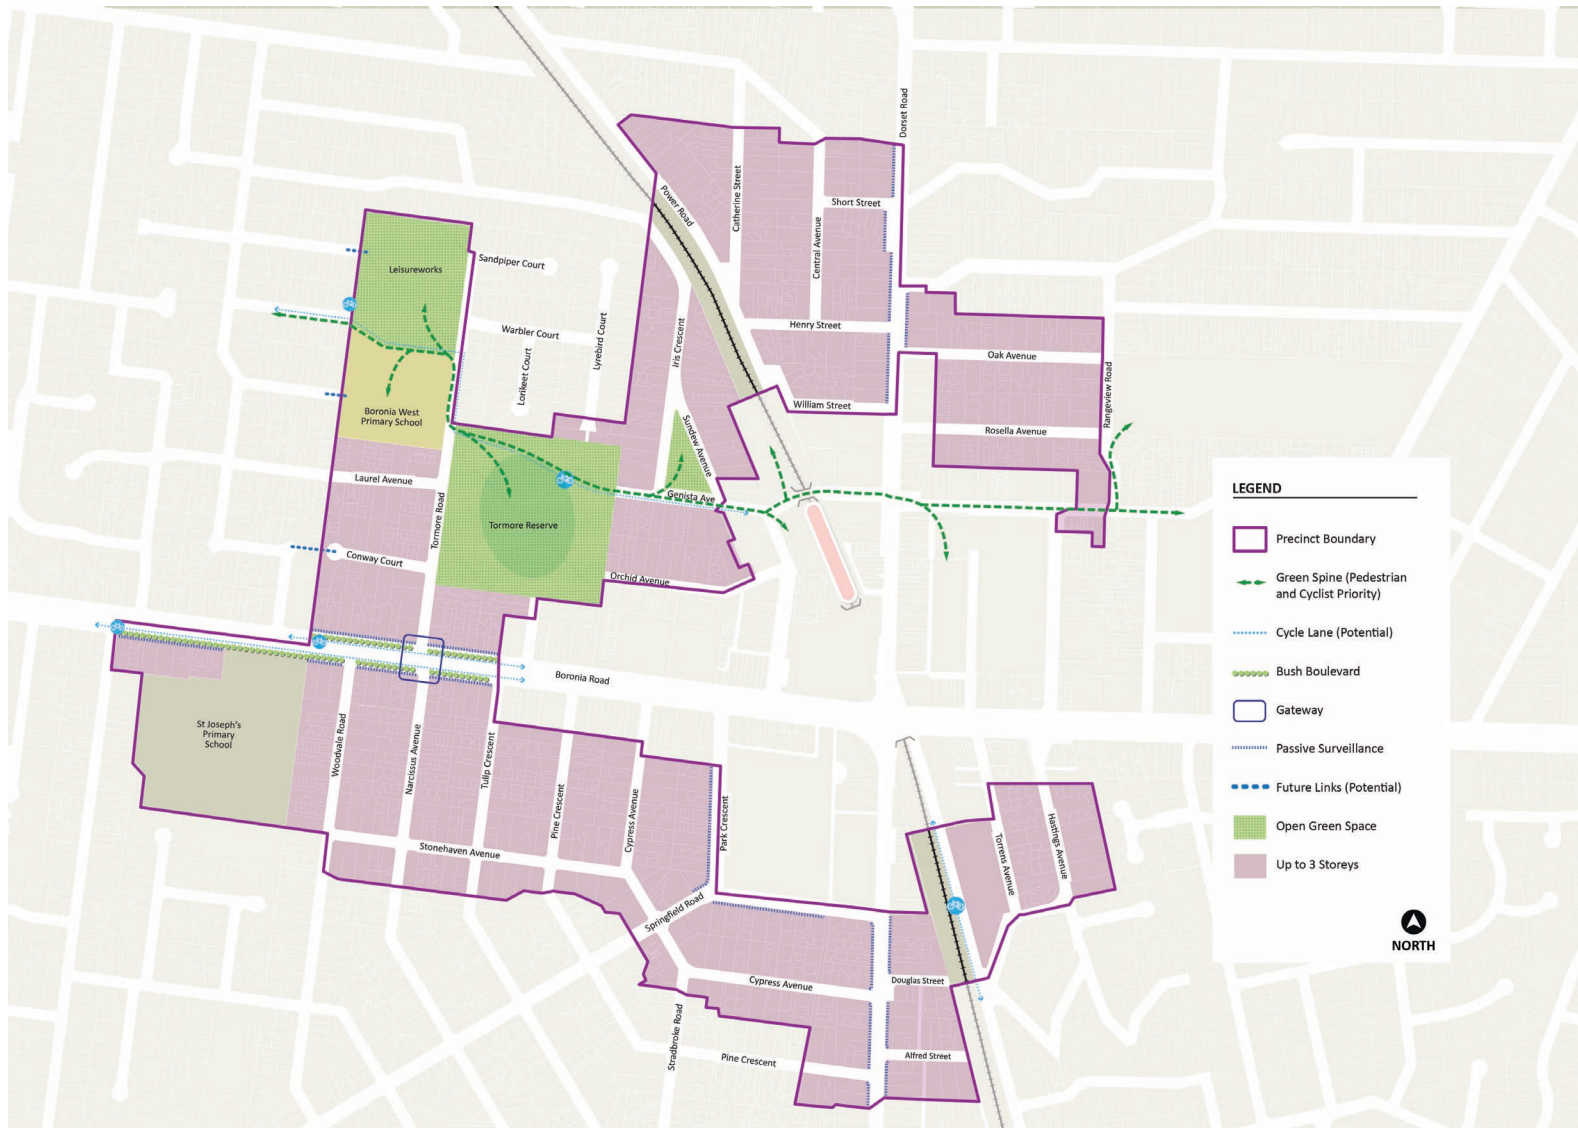 Dorset Road
Power Road
Catherine Street
Short Street
Central Avenue
Leisureworks
Sandpiper Court
Warbler Court
Lorikeet Court
Lyrebird Court
Iris Crescent
Henry Street
Oak Avenue
Rangeview Road
William Street
Rosella Avenue
Boronia West
Primary School
Sundew Avenue
Laurel Avenue
Genista Ave
Tormore Road
Tormore Reserve
Conway Court
Orchid Avenue
Boronia Road
St Joseph's
Primary
School
Woodvale Road
Narcissus Avenue
Tulip Crescent
Pine Crescent
Cypress Avenue
Park Crescent
Stonehaven Avenue
Torrens Avenue
Hastings Avenue
Springfield Road
Cypress Avenue
Douglas Street
Stradbroke Road
Pine Crescent
Alfred Street
LEGEND
Precinct Boundary
Green Spine (Pedestrian
and Cyclist Priority)
Cycle Lane (Potential)
Bush Boulevard
Gateway
Passive Surveillance
Future Links (Potential)
Open Green Space
Up to 3 Storeys
NORTH